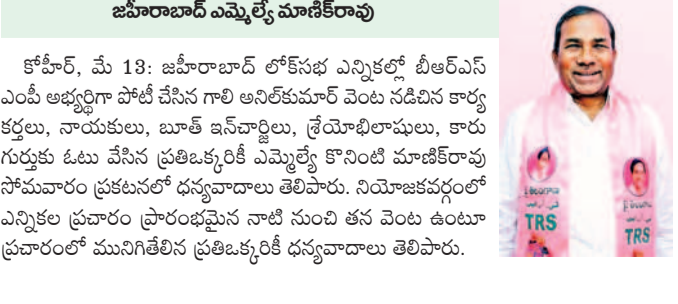 జహీరాబాద్ ఎమ్మెల్యే మాణిక్‌రావు
కోహీర్, మే 13: జహీరాబాద్ లోక్‌సభ ఎన్నికల్లో బీఆర్ఎస్
ఎంపీ అభ్యర్థిగా పోటీ చేసిన గాలి అనిల్‌కుమార్ వెంట నడిచిన కార్య
కర్తలు, నాయకులు, బూత్ ఇన్‌చార్జిలు, శ్రేయోభిలాషులు, కారు
గుర్తుకు ఓటు వేసిన ప్రతిఒక్కరికీ ఎమ్మెల్యే కొనింటి మాణిక్‌రావు
సోమవారం ప్రకటనలో ధన్యవాదాలు తెలిపారు. నియోజకవర్గంలో
ఎన్నికల ప్రచారం ప్రారంభమైన నాటి నుంచి తన వెంట ఉంటూ
ప్రచారంలో మునిగితేలిన ప్రతిఒక్కరికీ ధన్యవాదాలు తెలిపారు.
TRS
TRS